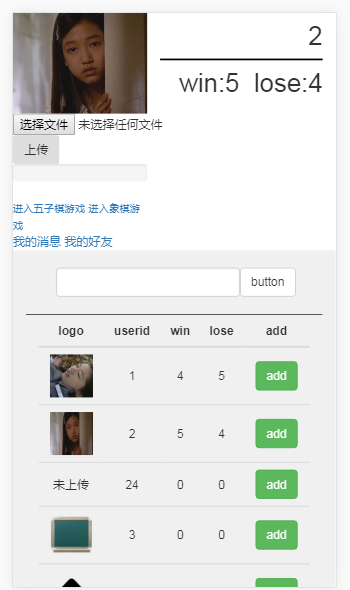 2
win:5 lose:4
选择文件 未选择任何文件
上传
进入五子棋游戏 进入象棋游
戏
我的消息 我的好友
button
logo userid win lose add
1 4 5 add
2 5 4 add
未上传 24 0 0 add
3 0 0 add